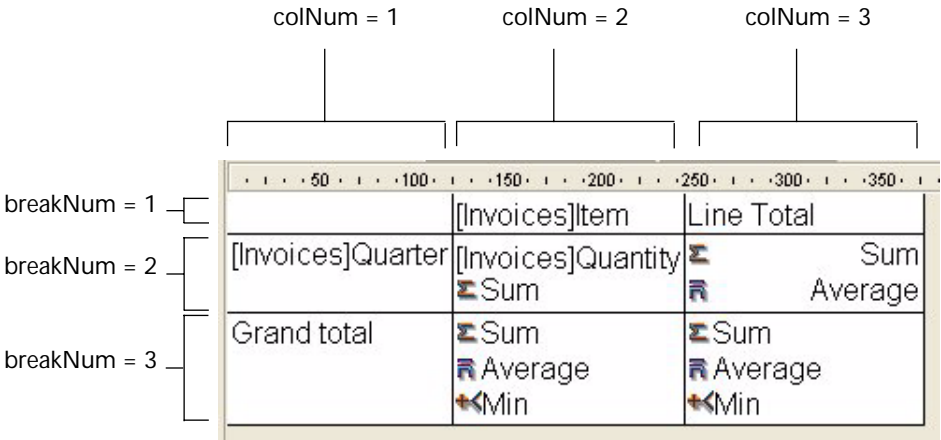 colNum = 1 colNum = 2 colNum = 3
50 100 150 200 250 300 350
breakNum = 1 [Invoices]Item Line Total
breakNum = 2 [Invoices]Quarter [Invoices]Quantity Sum
Sum Average
breakNum = 3 Grand total Sum Sum
Average Average
Min Min